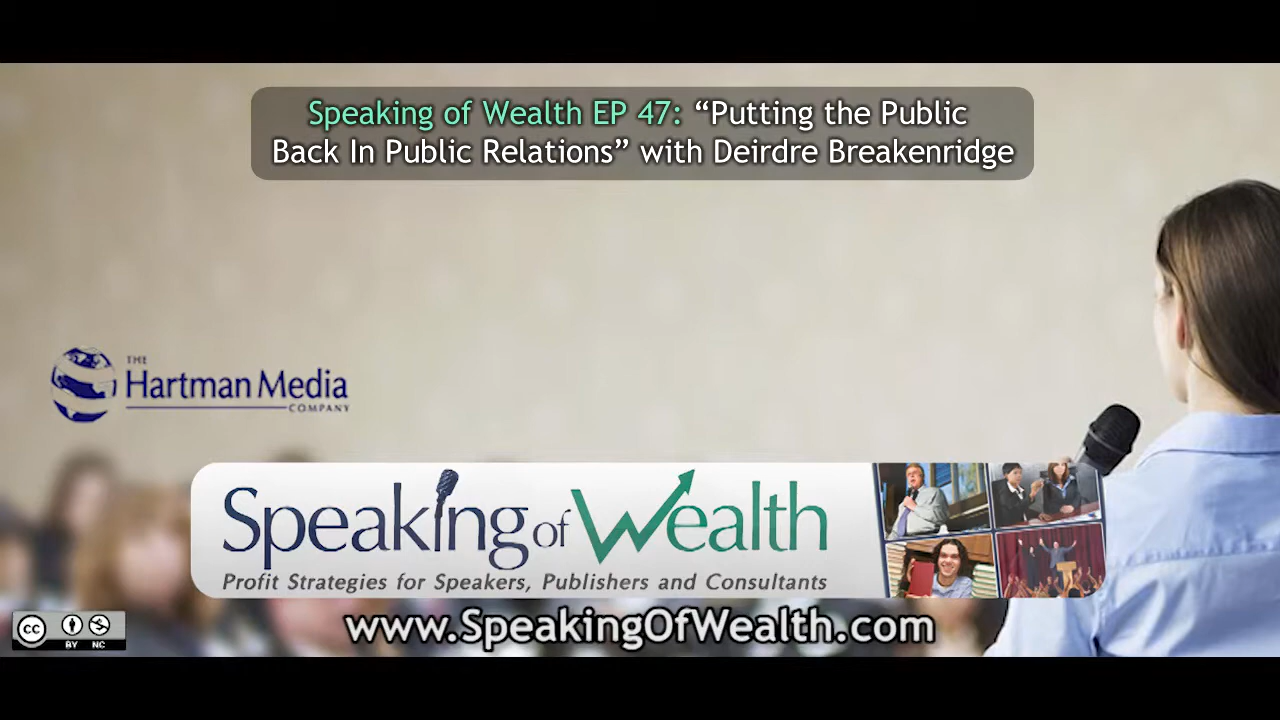 Speaking of Wealth EP 47: “Putting the Public
Back In Public Relations” with Deirdre Breakenridge
THE
Hartman Media
COMPANY
Speaking of Wealth
Profit Strategies for Speakers, Publishers and Consultants
www.SpeakingOfWealth.com
cc
BY NC